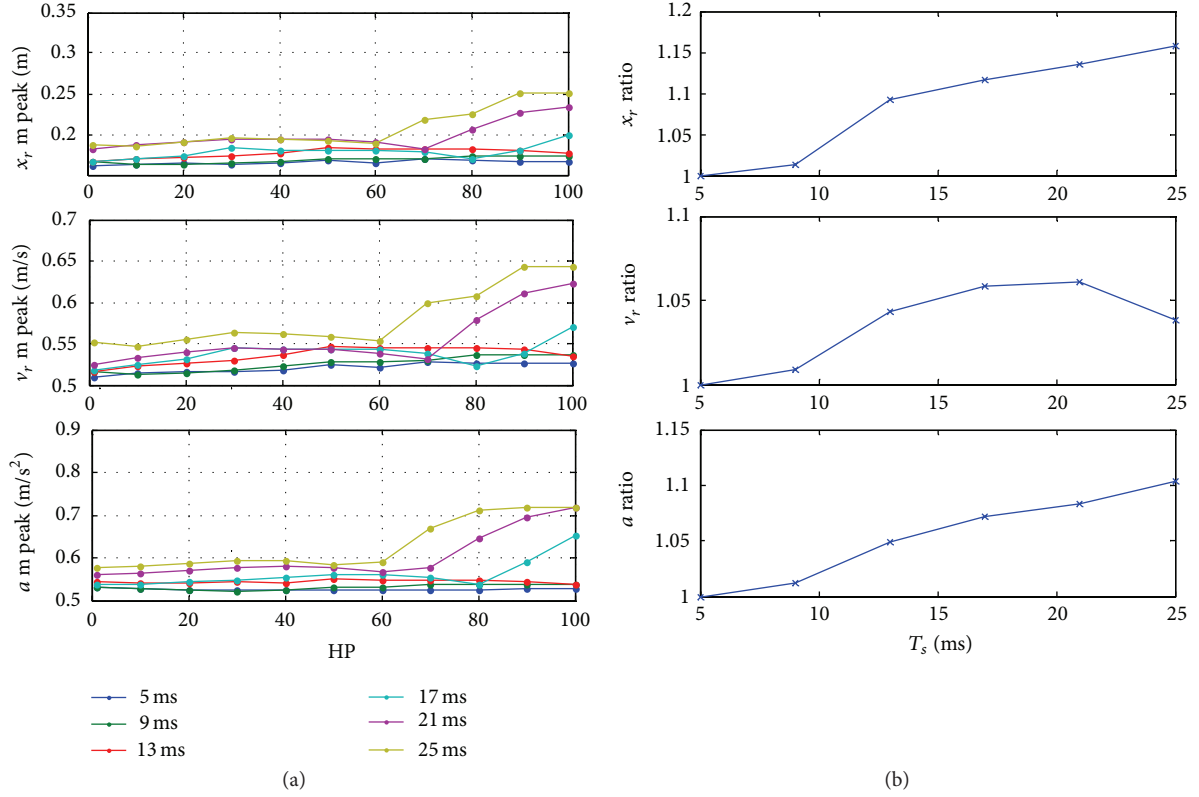 x_r m peak (m)
0.35
0.3
0.25
0.2
0 20 40 60 80 100
v_r m peak (m/s)
0.7
0.65
0.6
0.55
0.5
0 20 40 60 80 100
a m peak (m/s²)
0.9
0.8
0.7
0.6
0.5
0 20 40 60 80 100
HP
5 ms
9 ms
13 ms
17 ms
21 ms
25 ms
(a)
x_r ratio
1.2
1.15
1.1
1.05
1
5 10 15 20 25
v_r ratio
1.1
1.05
1
5 10 15 20 25
a ratio
1.15
1.1
1.05
1
5 10 15 20 25
T_s (ms)
(b)